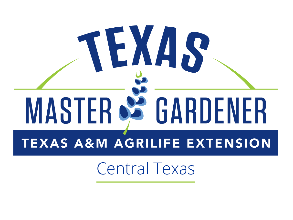 TEXAS
MASTER GARDENER
TEXAS A&M AGRILIFE EXTENSION
Central Texas